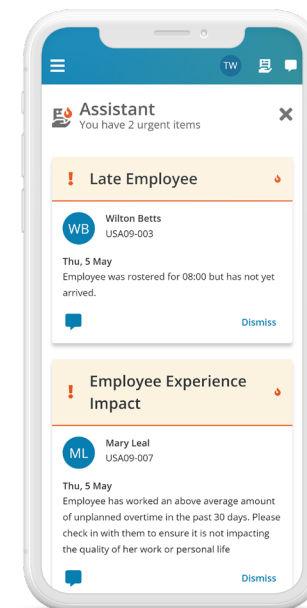 TW
Assistant
You have 2 urgent items
Late Employee
WB
Wilton Betts
USA09-003
Thu, 5 May
Employee was rostered for 08:00 but has not yet
arrived.
Dismiss
Employee Experience
Impact
ML
Mary Leal
USA09-007
Thu, 5 May
Employee has worked an above average amount
of unplanned overtime in the past 30 days. Please
check in with them to ensure it is not impacting
the quality of her work or personal life
Dismiss